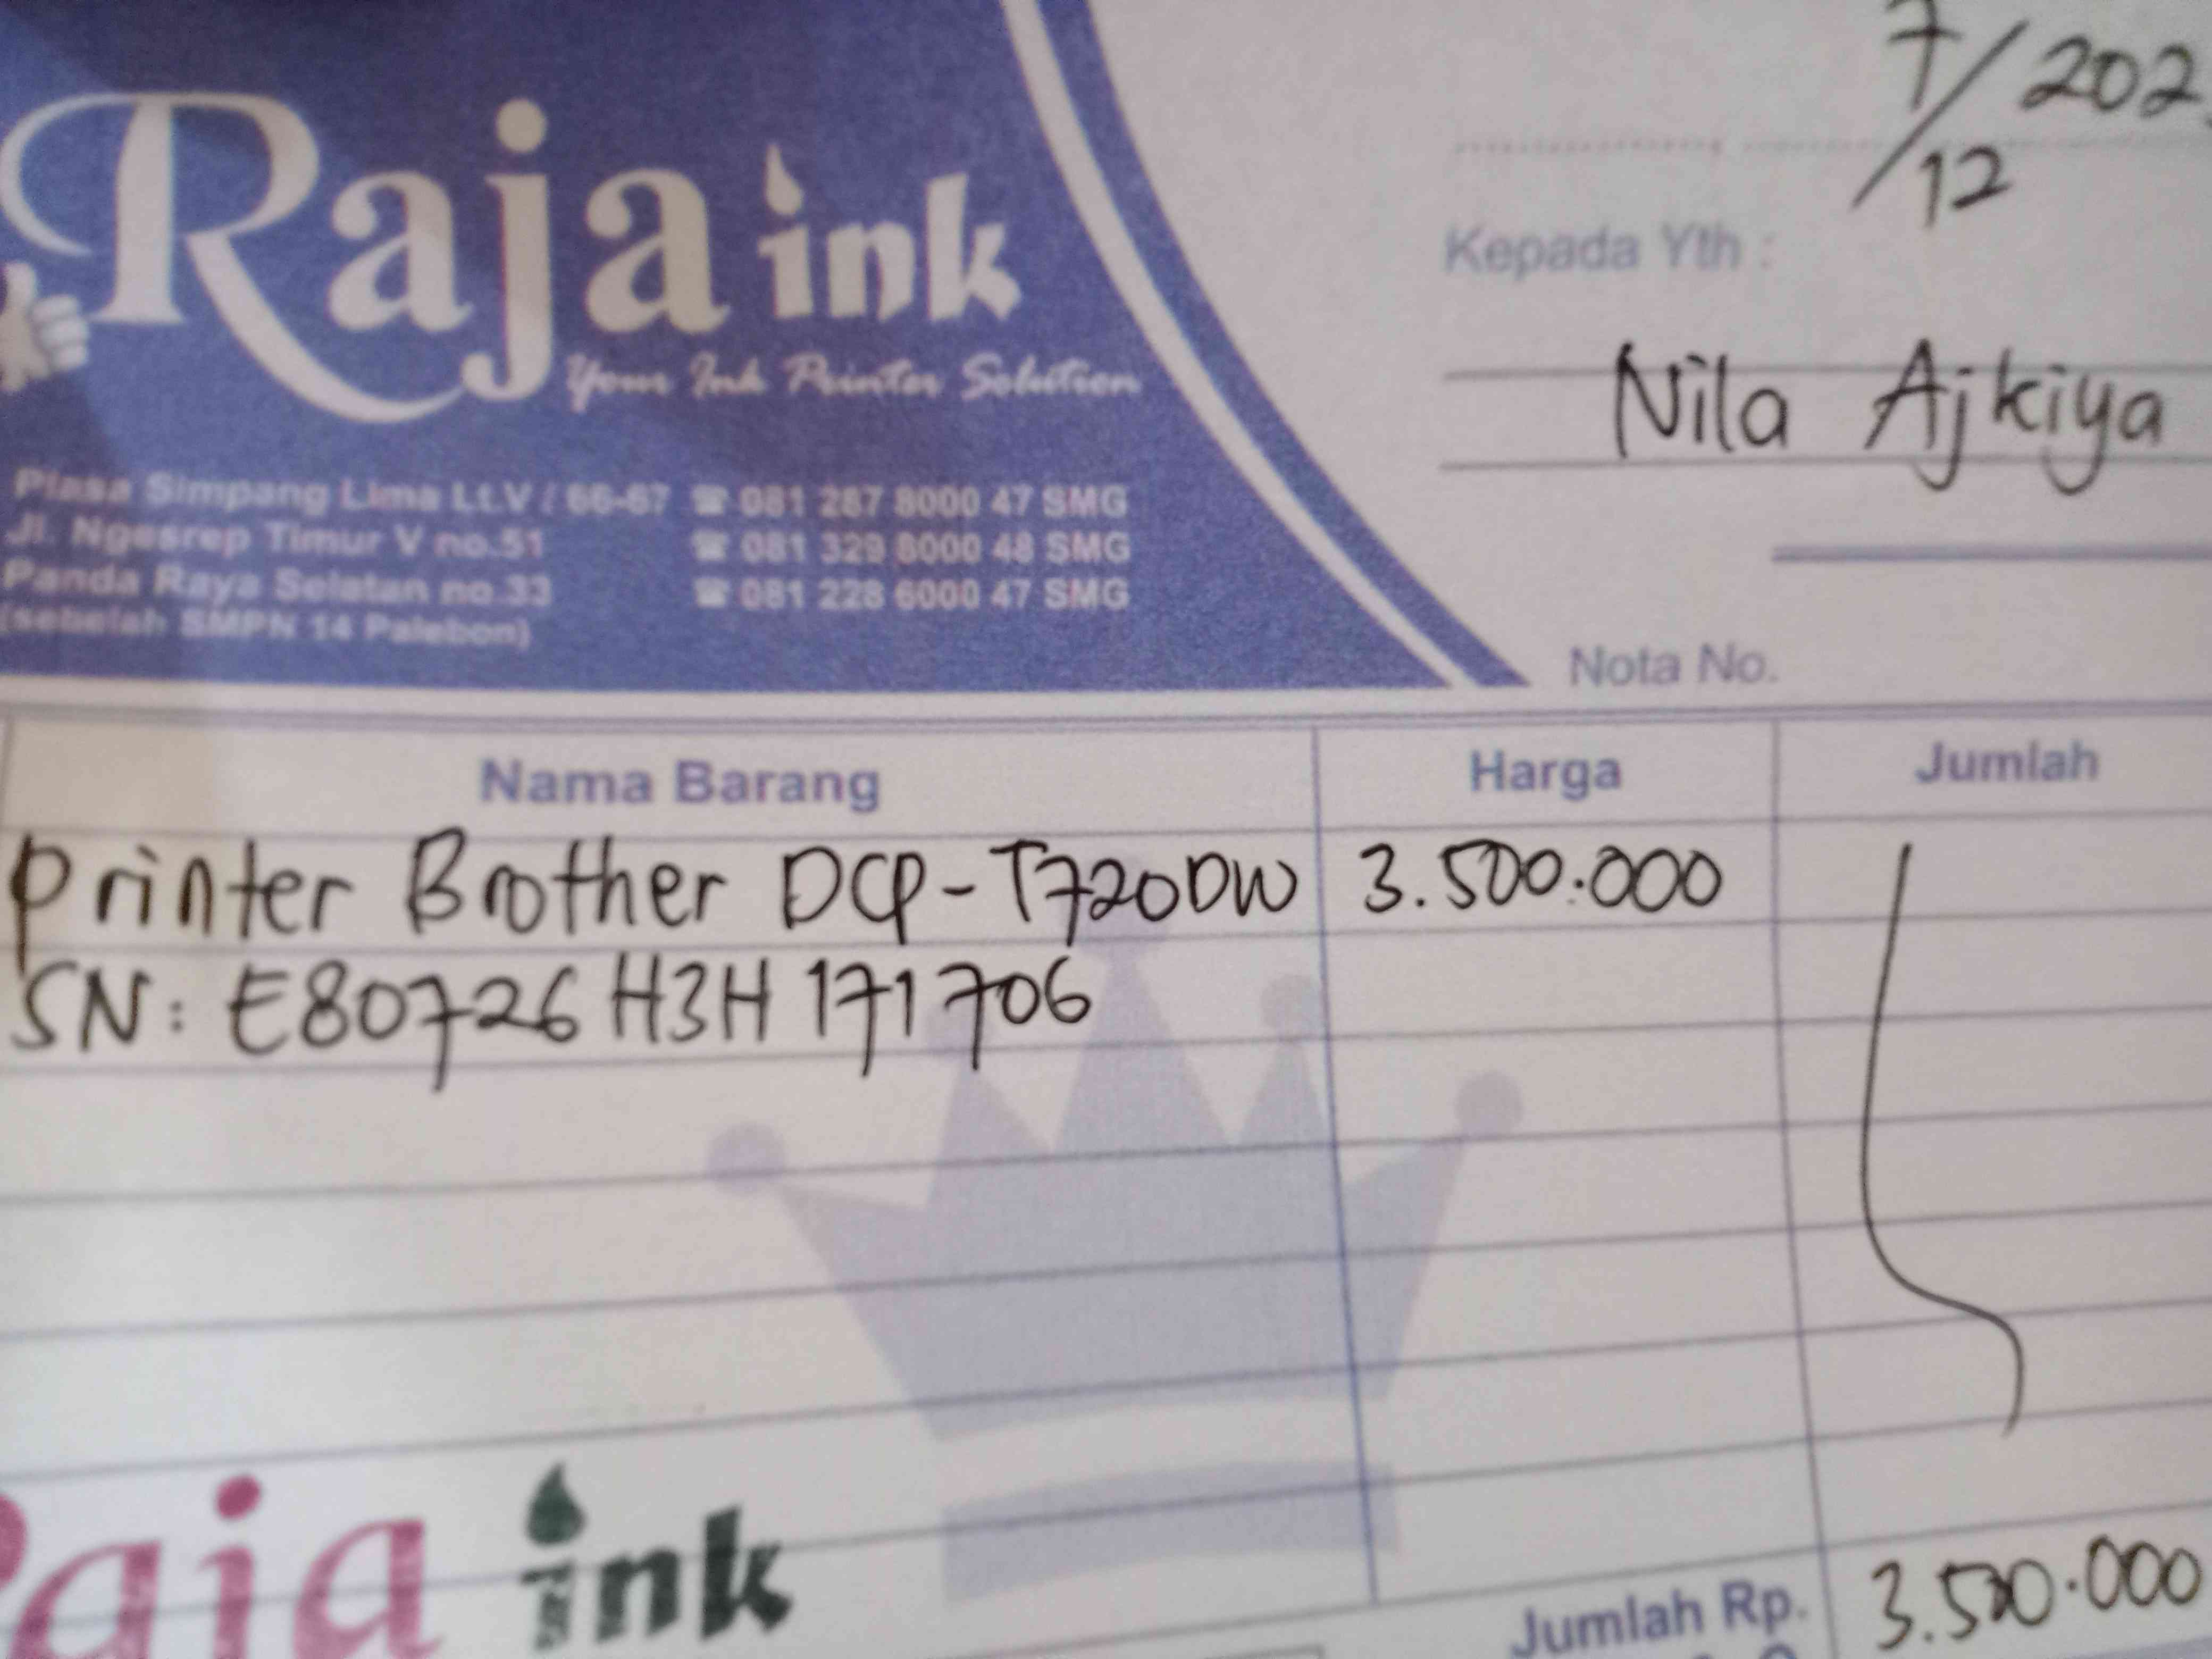 Raja ink
Your Ink Printer Solution
Plasa Simpang Lima Lt.V / 66-67 ☎ 081 287 8000 47 SMG
Jl. Ngesrep Timur V no.51 ☎ 081 329 8000 48 SMG
Panda Raya Selatan no.33 ☎ 081 228 6000 47 SMG
(sebelah SMPN 14 Palebon)
7/12 202
Kepada Yth :
Nila Ajkiya
Nota No.
Nama Barang Harga Jumlah
Printer Brother DCP-T720DW 3.500.000
SN: E80726H3H171706
Raja ink
Jumlah Rp. 3.500.000